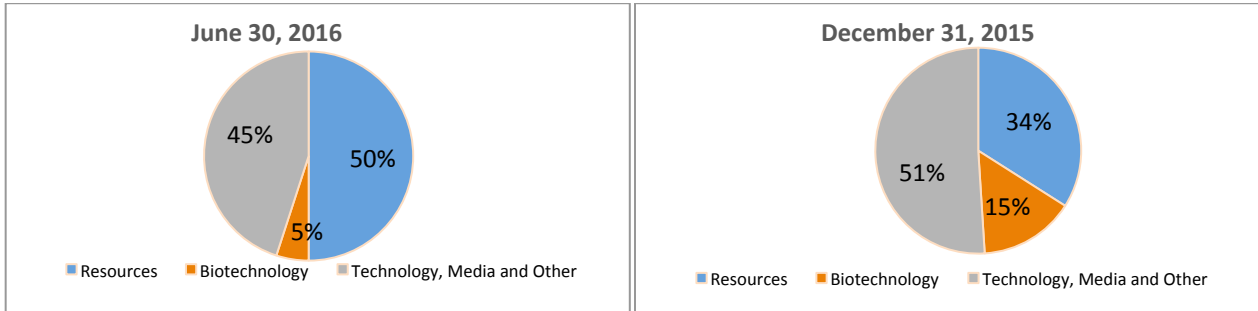 June 30, 2016
45%
50%
5%
Resources Biotechnology Technology, Media and Other
December 31, 2015
34%
51%
15%
Resources Biotechnology Technology, Media and Other